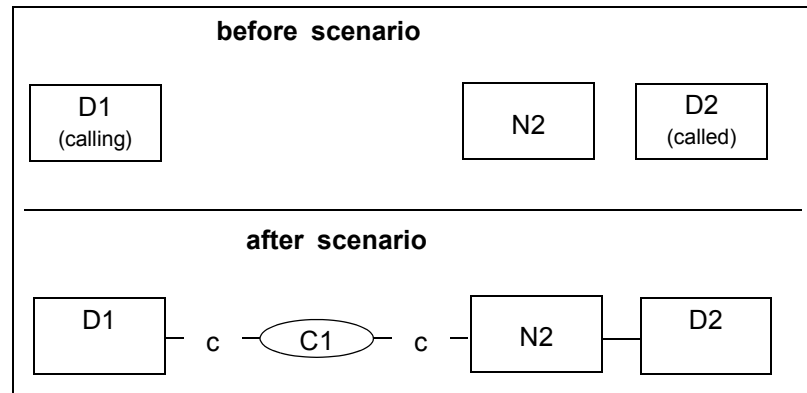 before scenario
D1
(calling)
N2
D2
(called)
after scenario
D1
c
C1
c
N2
D2